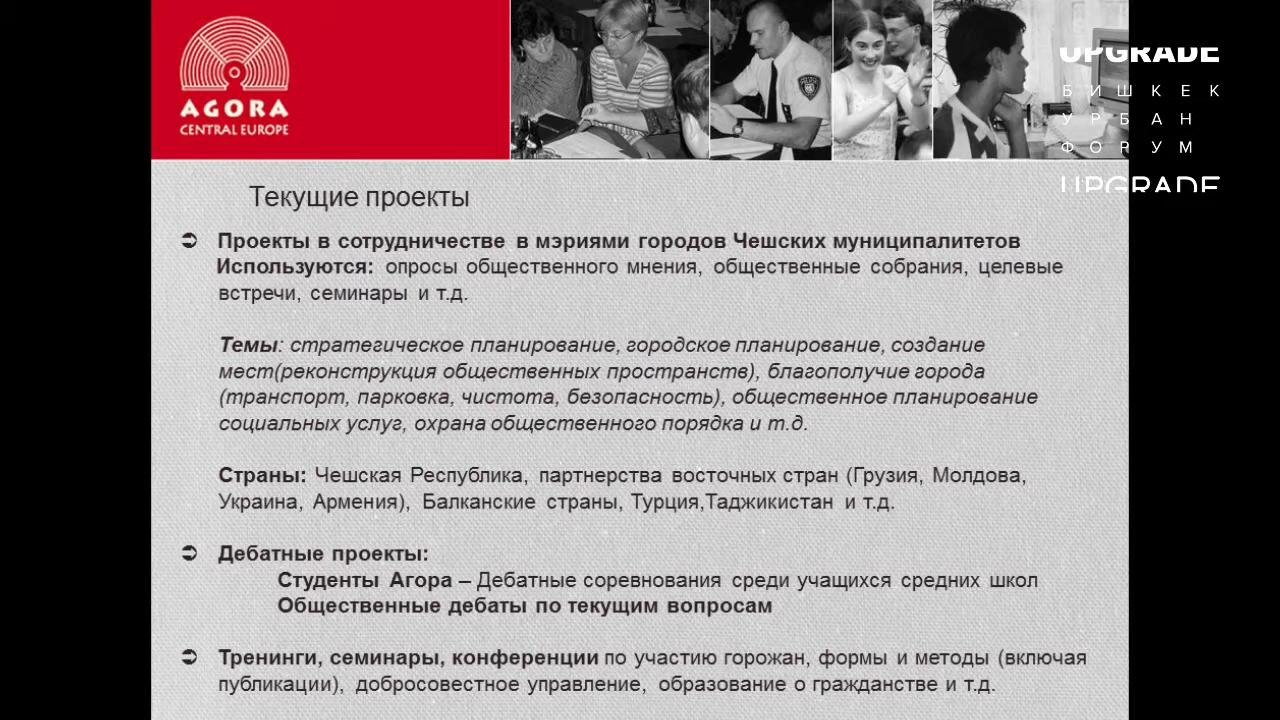 AGORA
CENTRAL EUROPE
UPGRADE
БИШКЕК
УРБАН
ФОРУМ
UPGRADE
Текущие проекты
Проекты в сотрудничестве в мэриями городов Чешских муниципалитетов
Используются: опросы общественного мнения, общественные собрания, целевые
встречи, семинары и т.д.
Темы: стратегическое планирование, городское планирование, создание
мест(реконструкция общественных пространств), благополучие города
(транспорт, парковка, чистота, безопасность), общественное планирование
социальных услуг, охрана общественного порядка и т.д.
Страны: Чешская Республика, партнерства восточных стран (Грузия, Молдова,
Украина, Армения), Балканские страны, Турция,Таджикистан и т.д.
Дебатные проекты:
Студенты Агора – Дебатные соревнования среди учащихся средних школ
Общественные дебаты по текущим вопросам
Тренинги, семинары, конференции по участию горожан, формы и методы (включая
публикации), добросовестное управление, образование о гражданстве и т.д.